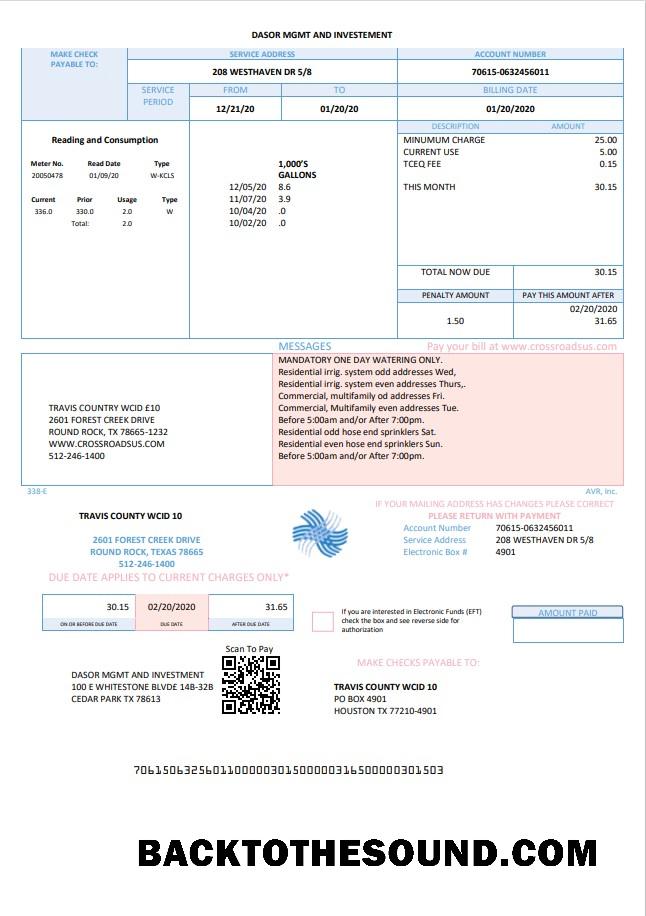 DASOR MGMT AND INVESTEMENT
MAKE CHECK PAYABLE TO:
SERVICE ADDRESS
ACCOUNT NUMBER
208 WESTHAVEN DR 5/8
70615-0632456011
SERVICE PERIOD
FROM
TO
BILLING DATE
12/21/20
01/20/20
01/20/2020
Reading and Consumption
Meter No. Read Date Type
20050478 01/09/20 W-KCLS
Current Prior Usage Type
336.0 330.0 2.0 W
Total: 2.0
1,000'S
GALLONS
12/05/20 8.6
11/07/20 3.9
10/04/20 .0
10/02/20 .0
DESCRIPTION AMOUNT
MINUMUM CHARGE 25.00
CURRENT USE 5.00
TCEQ FEE 0.15
THIS MONTH 30.15
TOTAL NOW DUE 30.15
PENALTY AMOUNT PAY THIS AMOUNT AFTER
02/20/2020
1.50 31.65
MESSAGES
Pay your bill at www.crossroadsus.com
TRAVIS COUNTRY WCID £10
2601 FOREST CREEK DRIVE
ROUND ROCK, TX 78665-1232
WWW.CROSSROADSUS.COM
512-246-1400
MANDATORY ONE DAY WATERING ONLY.
Residential irrig. system odd addresses Wed,
Residential irrig. system even addresses Thurs,.
Commercial, multifamily od addresses Fri.
Commercial, Multifamily even addresses Tue.
Before 5:00am and/or After 7:00pm.
Residential odd hose end sprinklers Sat.
Residential even hose end sprinklers Sun.
Before 5:00am and/or After 7:00pm.
338-E
AVR, Inc.
TRAVIS COUNTY WCID 10
2601 FOREST CREEK DRIVE
ROUND ROCK, TEXAS 78665
512-246-1400
IF YOUR MAILING ADDRESS HAS CHANGES PLEASE CORRECT
PLEASE RETURN WITH PAYMENT
Account Number 70615-0632456011
Service Address 208 WESTHAVEN DR 5/8
Electronic Box # 4901
DUE DATE APPLIES TO CURRENT CHARGES ONLY*
30.15 02/20/2020 31.65
ON OR BEFORE DUE DATE DUE DATE AFTER DUE DATE
If you are interested in Electronic Funds (EFT)
check the box and see reverse side for
authorization
AMOUNT PAID
Scan To Pay
DASOR MGMT AND INVESTMENT
100 E WHITESTONE BLVD£ 14B-32B
CEDAR PARK TX 78613
MAKE CHECKS PAYABLE TO:
TRAVIS COUNTY WCID 10
PO BOX 4901
HOUSTON TX 77210-4901
7061506325601100000301500000316500000301503
BACKTOTHESOUND.COM